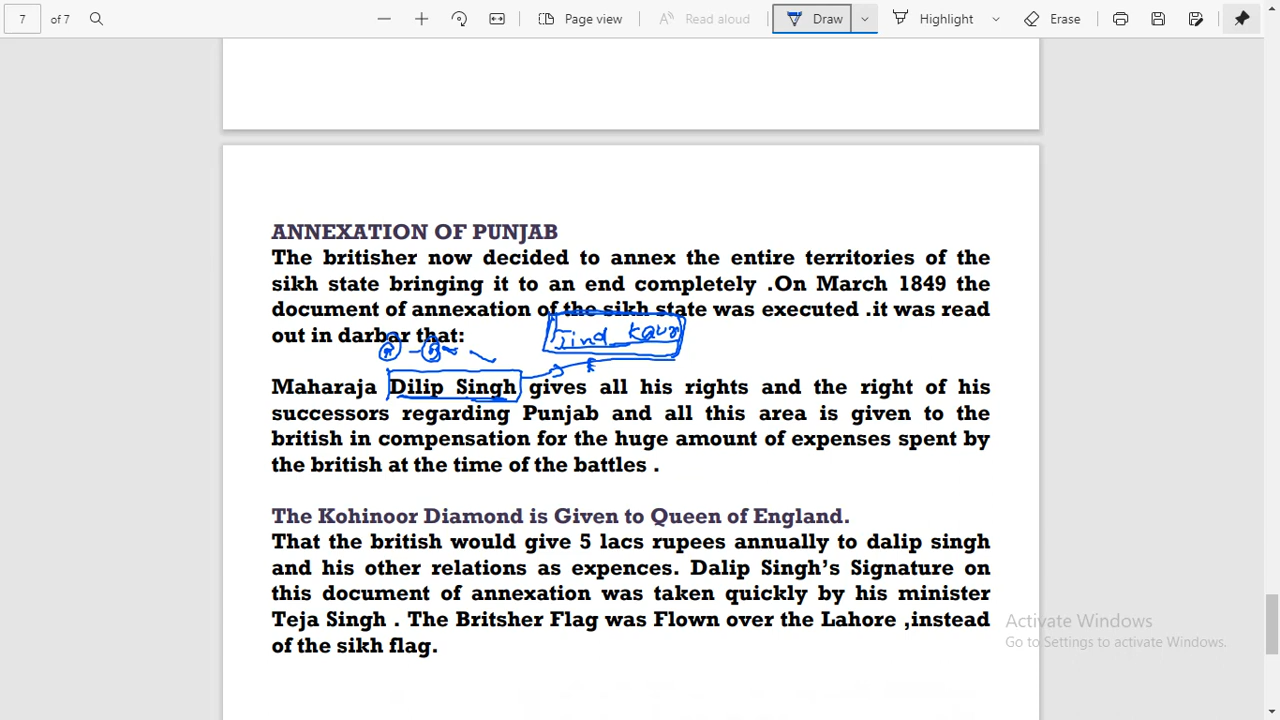 7 of 7 Page view Read aloud Draw Highlight Erase
ANNEXATION OF PUNJAB
The britisher now decided to annex the entire territories of the
sikh state bringing it to an end completely .On March 1849 the
document of annexation of the sikh state was executed .it was read
out in darbar that:
Jind Kaur
Maharaja Dilip Singh gives all his rights and the right of his
successors regarding Punjab and all this area is given to the
british in compensation for the huge amount of expenses spent by
the british at the time of the battles .
The Kohinoor Diamond is Given to Queen of England.
That the british would give 5 lacs rupees annually to dalip singh
and his other relations as expences. Dalip Singh's Signature on
this document of annexation was taken quickly by his minister
Teja Singh . The Britsher Flag was Flown over the Lahore ,instead
of the sikh flag.
Activate Windows
Go to Settings to activate Windows.